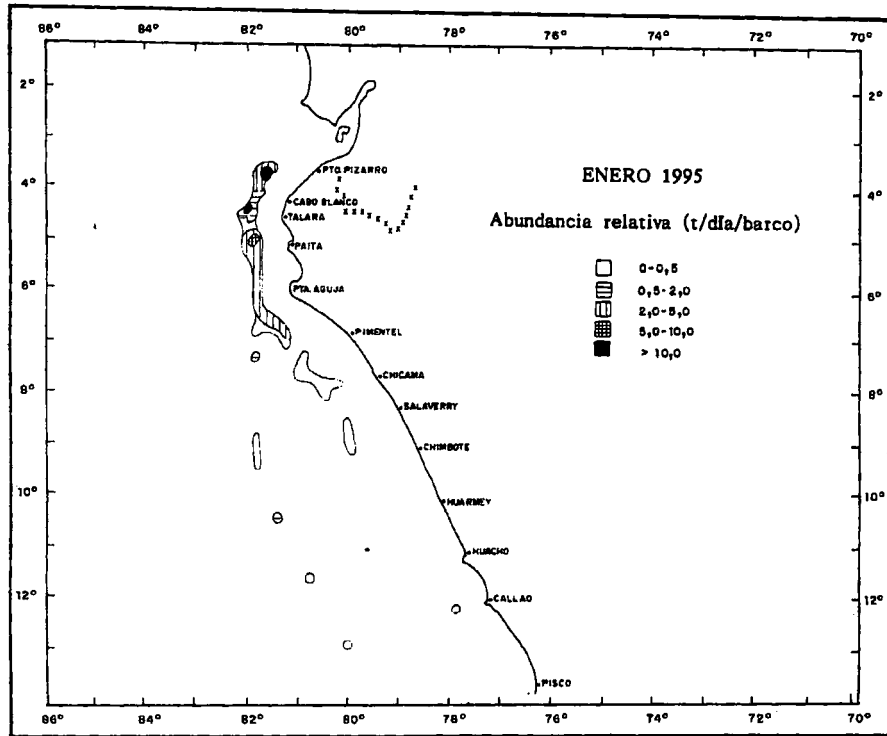 86° 84° 82° 80° 78° 76° 74° 72° 70°
2° 2°
4° 4°
6° 6°
8° 8°
10° 10°
12° 12°
PTO. PIZARRO
CABO BLANCO
TALARA
PAITA
PTA. AGUJA
PIMENTEL
CHICAMA
SALAVERRY
CHIMBOTE
HUARMEY
HUACHO
CALLAO
PISCO
ENERO 1995
Abundancia relativa (t/día/barco)
0-0,5
0,5-2,0
2,0-5,0
5,0-10,0
> 10,0
86° 84° 82° 80° 78° 76° 74° 72° 70°